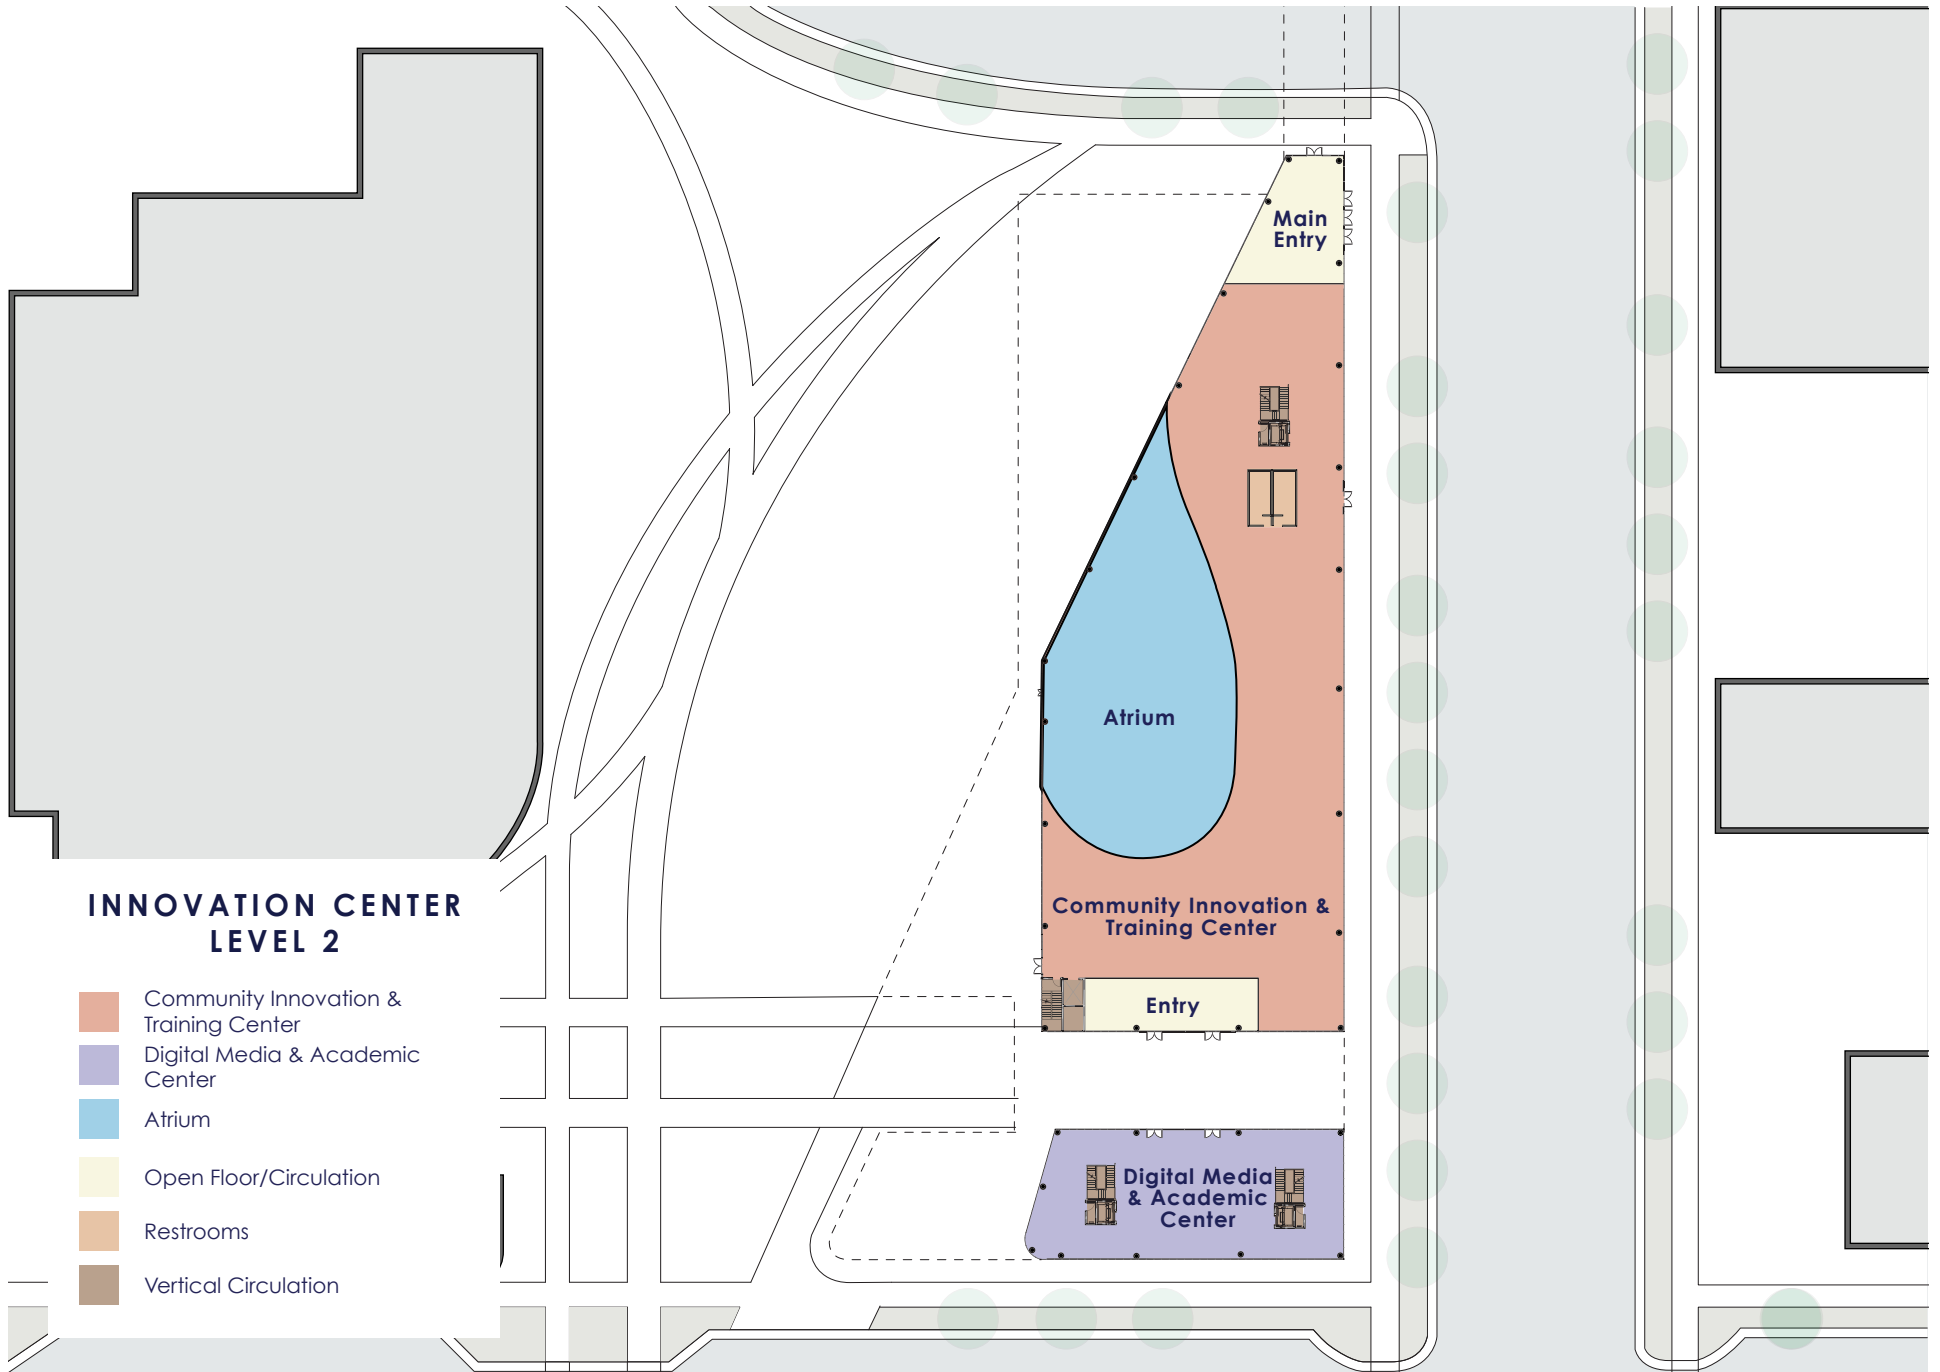 Main
Entry
Atrium
Community Innovation &
Training Center
Entry
Digital Media
& Academic
Center
INNOVATION CENTER
LEVEL 2
Community Innovation &
Training Center
Digital Media & Academic
Center
Atrium
Open Floor/Circulation
Restrooms
Vertical Circulation